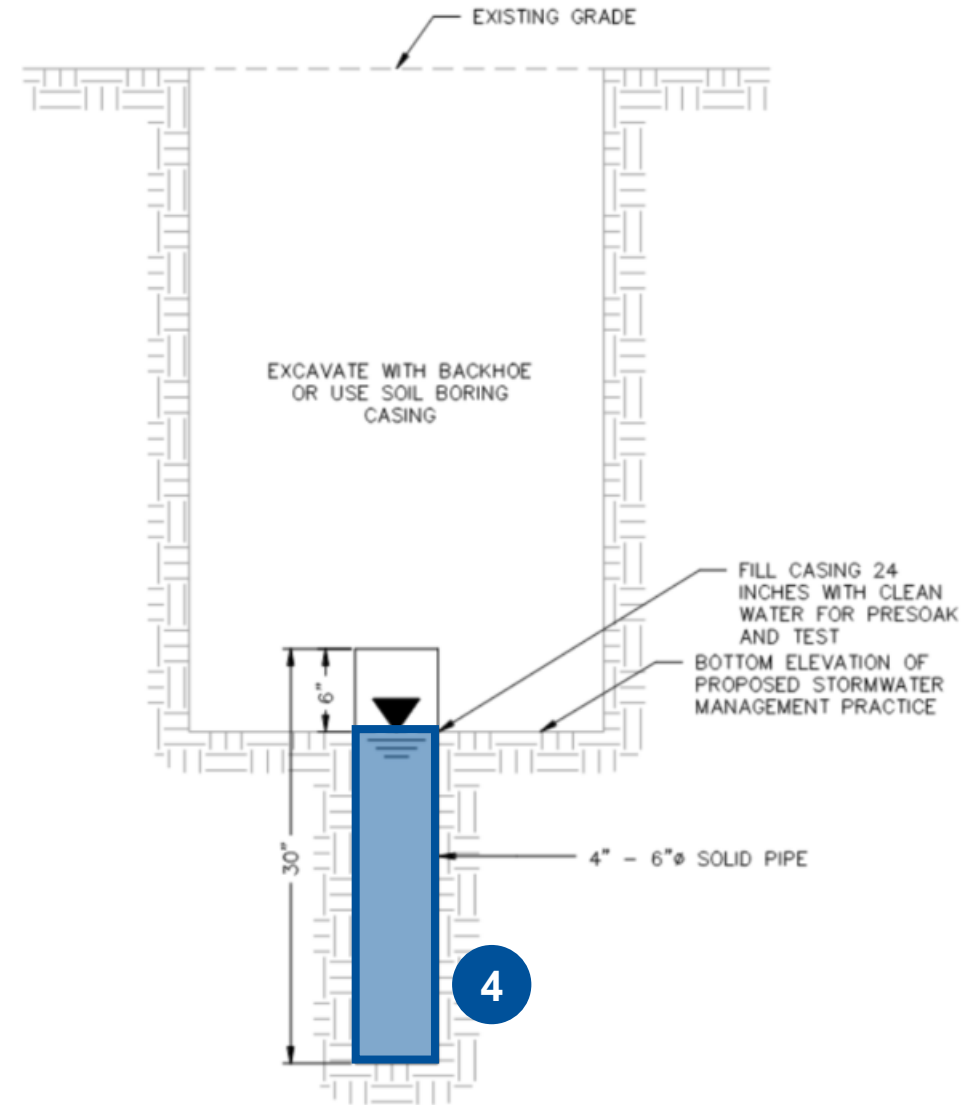 EXISTING GRADE
EXCAVATE WITH BACKHOE
OR USE SOIL BORING
CASING
FILL CASING 24
INCHES WITH CLEAN
WATER FOR PRESOAK
AND TEST
BOTTOM ELEVATION OF
PROPOSED STORMWATER
MANAGEMENT PRACTICE
6"
30"
4" - 6"ø SOLID PIPE
4